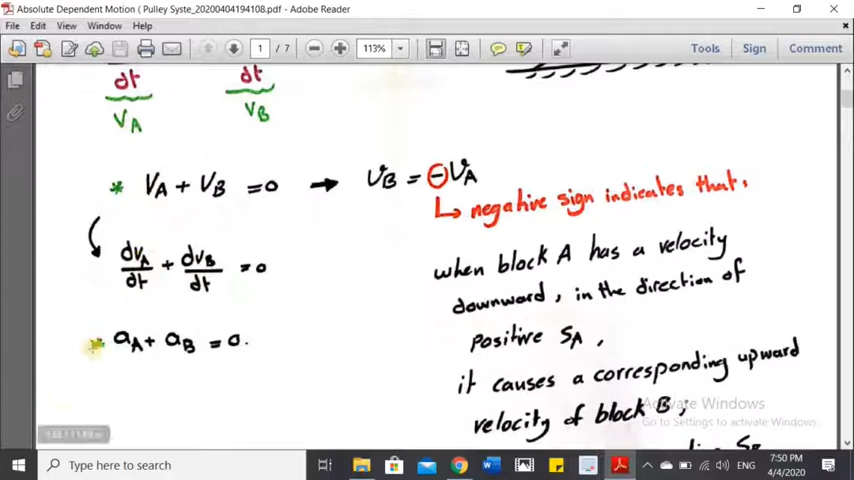 Absolute Dependent Motion ( Pulley Syste_20200404194108.pdf - Adobe Reader
File Edit View Window Help
1 / 7 113% Tools Sign Comment
dt dt
VA VB
* VA + VB = 0 → VB = - VA
↳ negative sign indicates that,
when block A has a velocity
downward, in the direction of
positive SA,
it causes a corresponding upward
velocity of block B;
dVA/dt + dVB/dt = 0
* aA + aB = 0.
Activate Windows
Go to Settings to activate Windows.
Type here to search
ENG
7:50 PM
4/4/2020